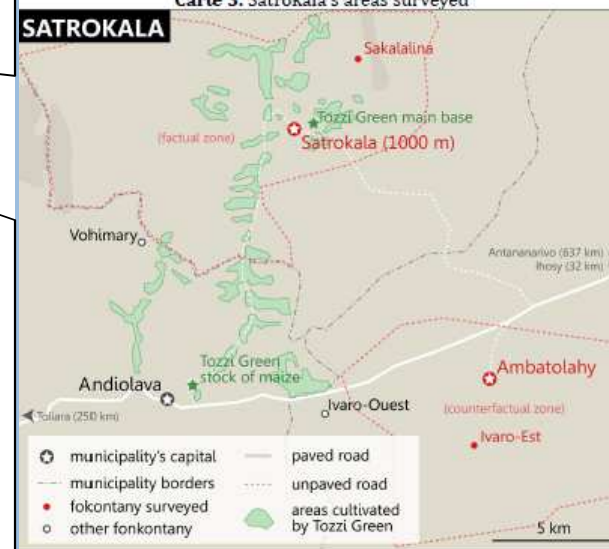 Carte 3. Satrokala's areas surveyed
SATROKALA
Sakalalina
Tozzi Green main base
(factual zone)
Satrokala (1000 m)
Vohimary
Antananarivo (637 km)
Ihosy (32 km)
Tozzi Green
stock of maize
Andiolava
Ambatolahy
Toliara (250 km)
Ivaro-Ouest
(counterfactual zone)
Ivaro-Est
municipality's capital
municipality borders
fokontany surveyed
other fonkontany
paved road
unpaved road
areas cultivated
by Tozzi Green
5 km